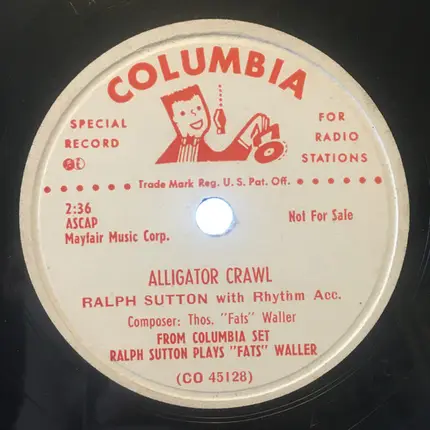 COLUMBIA
SPECIAL RECORD
FOR RADIO STATIONS
Trade Mark Reg. U. S. Pat. Off.
2:36
ASCAP
Mayfair Music Corp.
Not For Sale
ALLIGATOR CRAWL
RALPH SUTTON with Rhythm Acc.
Composer: Thos. "Fats" Waller
FROM COLUMBIA SET
RALPH SUTTON PLAYS "FATS" WALLER
(CO 45128)